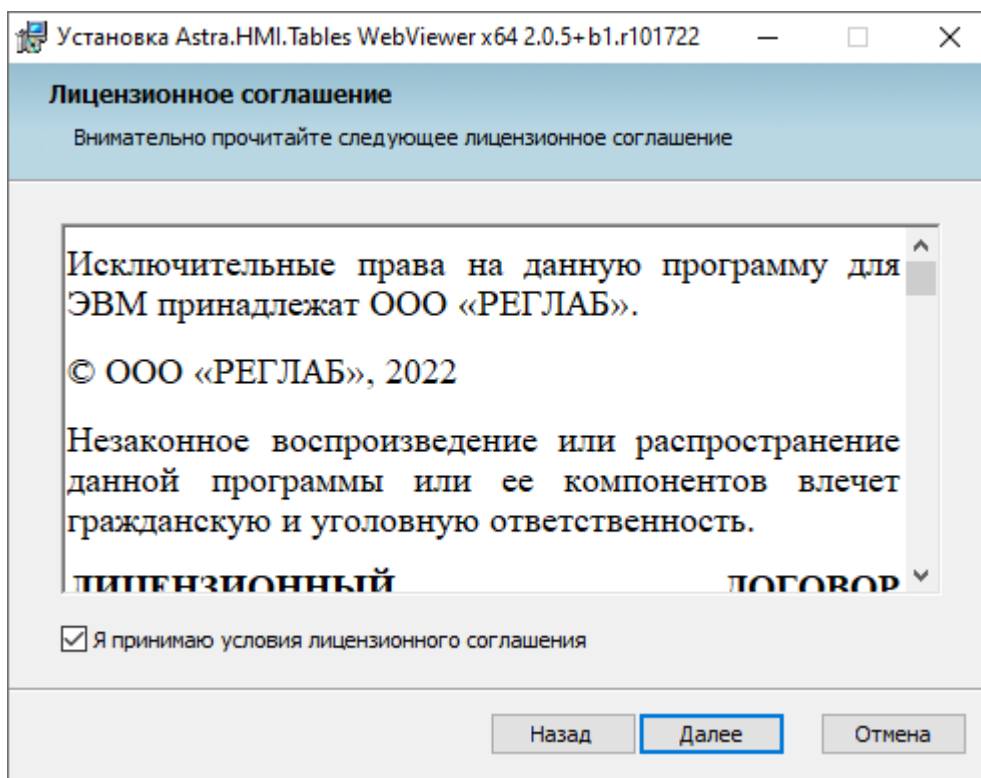 Установка Astra.HMI.Tables WebViewer x64 2.0.5+b1.r101722
Лицензионное соглашение
Внимательно прочитайте следующее лицензионное соглашение
Исключительные права на данную программу для
ЭВМ принадлежат ООО «РЕГЛАБ».
© ООО «РЕГЛАБ», 2022
Незаконное воспроизведение или распространение
данной программы или ее компонентов влечет
гражданскую и уголовную ответственность.
ЛИЦЕНЗИОННЫЙ ДОГОВОР
Я принимаю условия лицензионного соглашения
Назад Далее Отмена